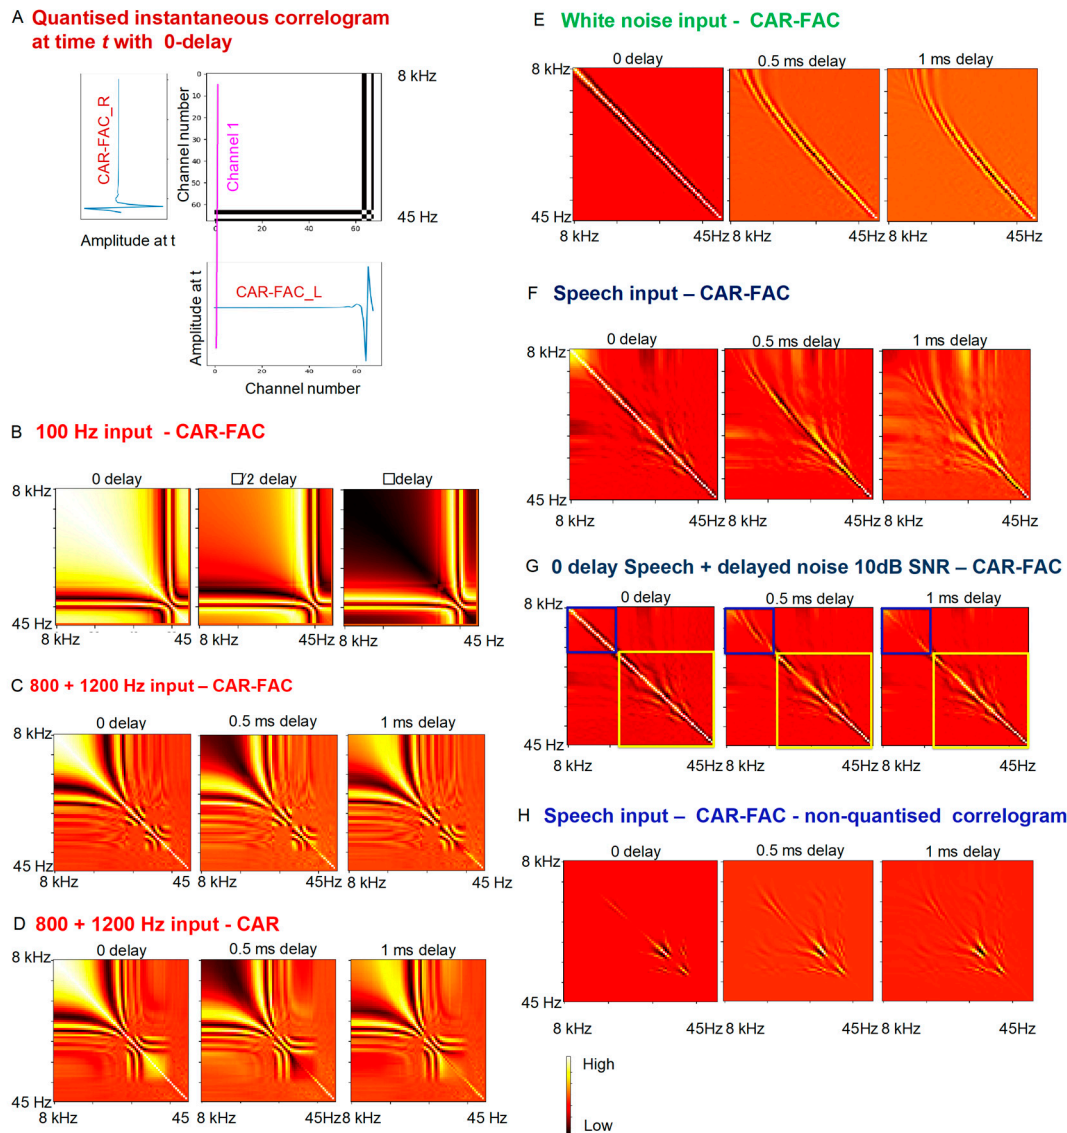 A Quantised instantaneous correlogram
at time t with 0-delay
CAR-FAC_R
Amplitude at t
Channel number
0
10
20
30
40
50
60
Channel 1
0 20 40 60
8 kHz
45 Hz
Amplitude at t
CAR-FAC_L
0 20 40 60
Channel number
B 100 Hz input - CAR-FAC
0 delay □/2 delay □delay
8 kHz
45 Hz
8 kHz 45Hz 8 kHz 45Hz 8 kHz 45 Hz
C 800 + 1200 Hz input – CAR-FAC
0 delay 0.5 ms delay 1 ms delay
8 kHz
45 Hz
8 kHz 45 Hz 8 kHz 45Hz 8 kHz 45 Hz
D 800 + 1200 Hz input - CAR
0 delay 0.5 ms delay 1 ms delay
8 kHz
45 Hz
8 kHz 45 Hz 8 kHz 45Hz 8 kHz 45 Hz
E White noise input - CAR-FAC
0 delay 0.5 ms delay 1 ms delay
8 kHz
45 Hz
8 kHz 45Hz 8 kHz 45Hz 8 kHz 45Hz
F Speech input – CAR-FAC
0 delay 0.5 ms delay 1 ms delay
8 kHz
45 Hz
8 kHz 45Hz 8 kHz 45Hz 8 kHz 45Hz
G 0 delay Speech + delayed noise 10dB SNR – CAR-FAC
0 delay 0.5 ms delay 1 ms delay
8 kHz
45 Hz
8 kHz 45Hz 8 kHz 45Hz 8 kHz 45Hz
H Speech input – CAR-FAC - non-quantised correlogram
0 delay 0.5 ms delay 1 ms delay
8 kHz
45 Hz
8 kHz 45Hz 8 kHz 45Hz 8 kHz 45Hz
High
Low